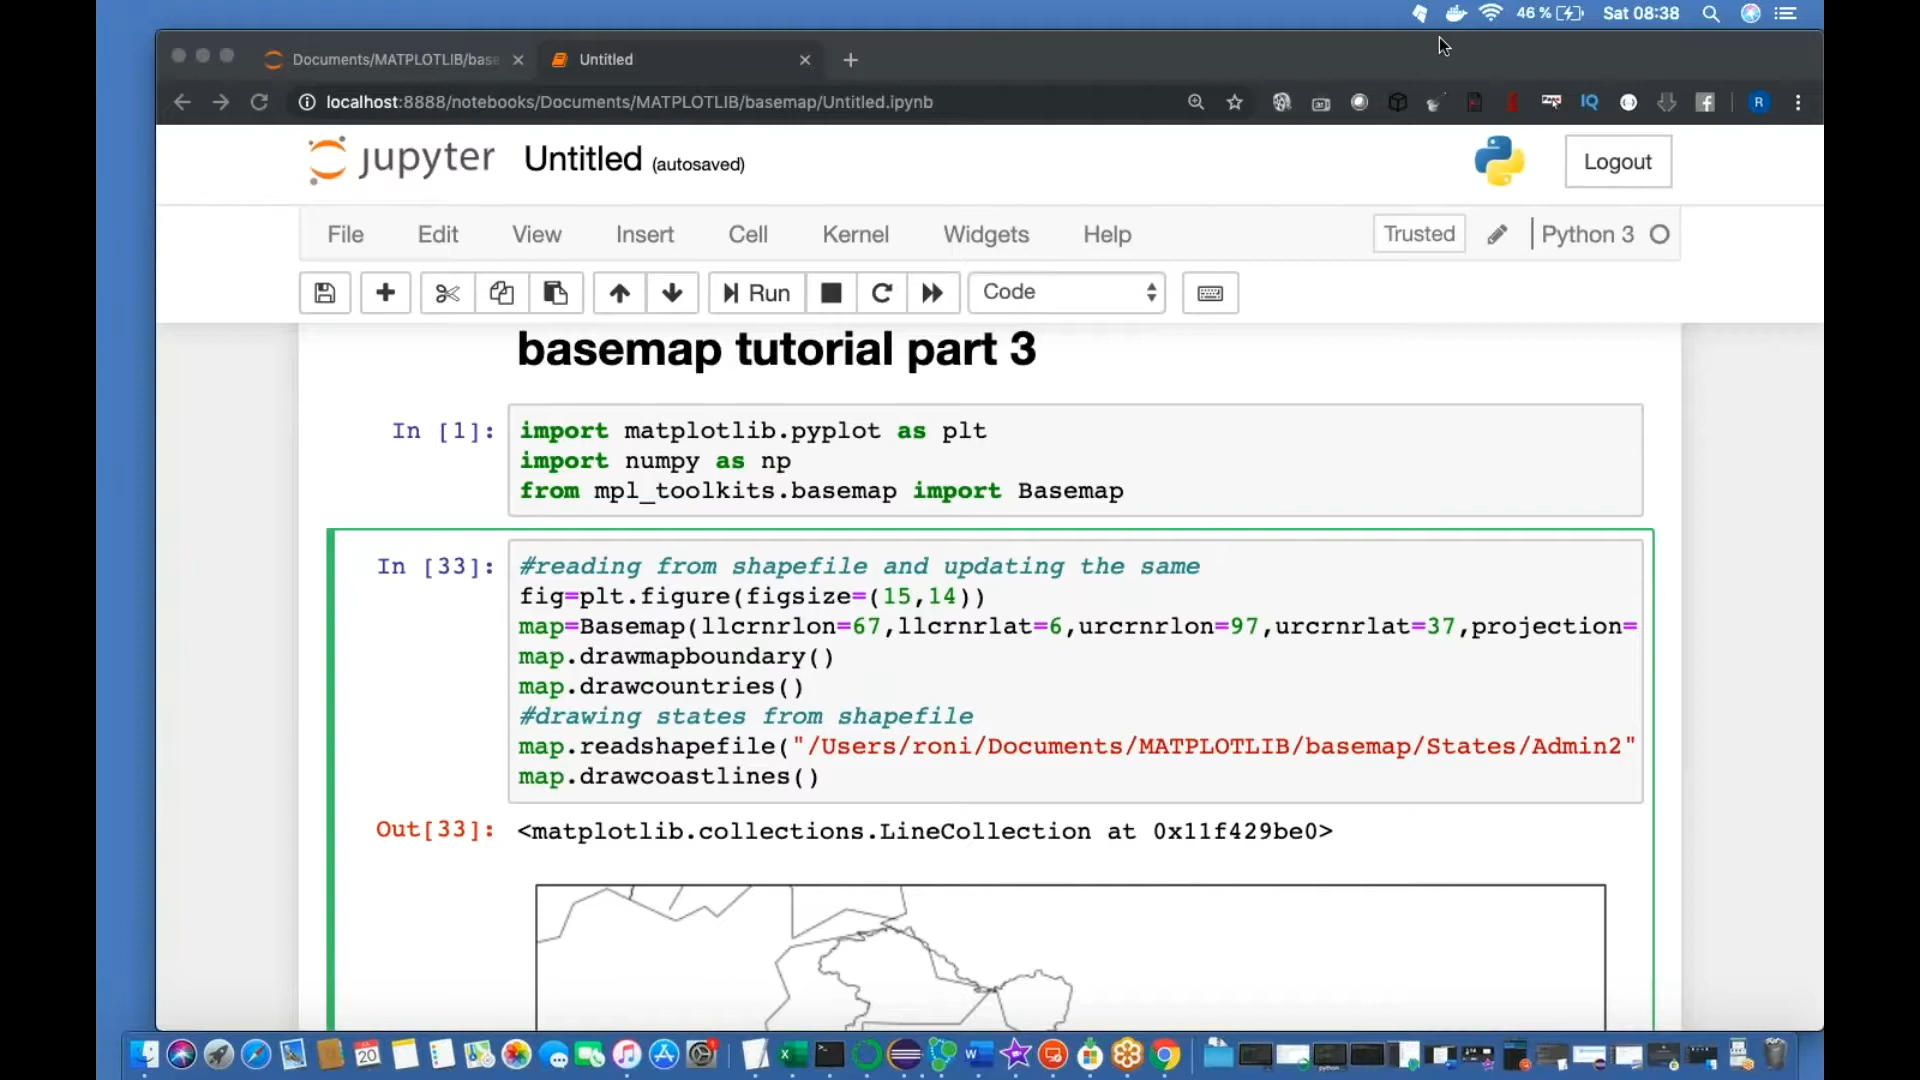 46 % Sat 08:38
Documents/MATPLOTLIB/base Untitled
localhost:8888/notebooks/Documents/MATPLOTLIB/basemap/Untitled.ipynb IQ R
jupyter Untitled (autosaved) Logout
File Edit View Insert Cell Kernel Widgets Help Trusted Python 3
Run Code
basemap tutorial part 3
In [1]: import matplotlib.pyplot as plt
import numpy as np
from mpl_toolkits.basemap import Basemap
In [33]: #reading from shapefile and updating the same
fig=plt.figure(figsize=(15,14))
map=Basemap(llcrnrlon=67,llcrnrlat=6,urcrnrlon=97,urcrnrlat=37,projection=
map.drawmapboundary()
map.drawcountries()
#drawing states from shapefile
map.readshapefile("/Users/roni/Documents/MATPLOTLIB/basemap/States/Admin2"
map.drawcoastlines()
Out[33]: <matplotlib.collections.LineCollection at 0x11f429be0>
20